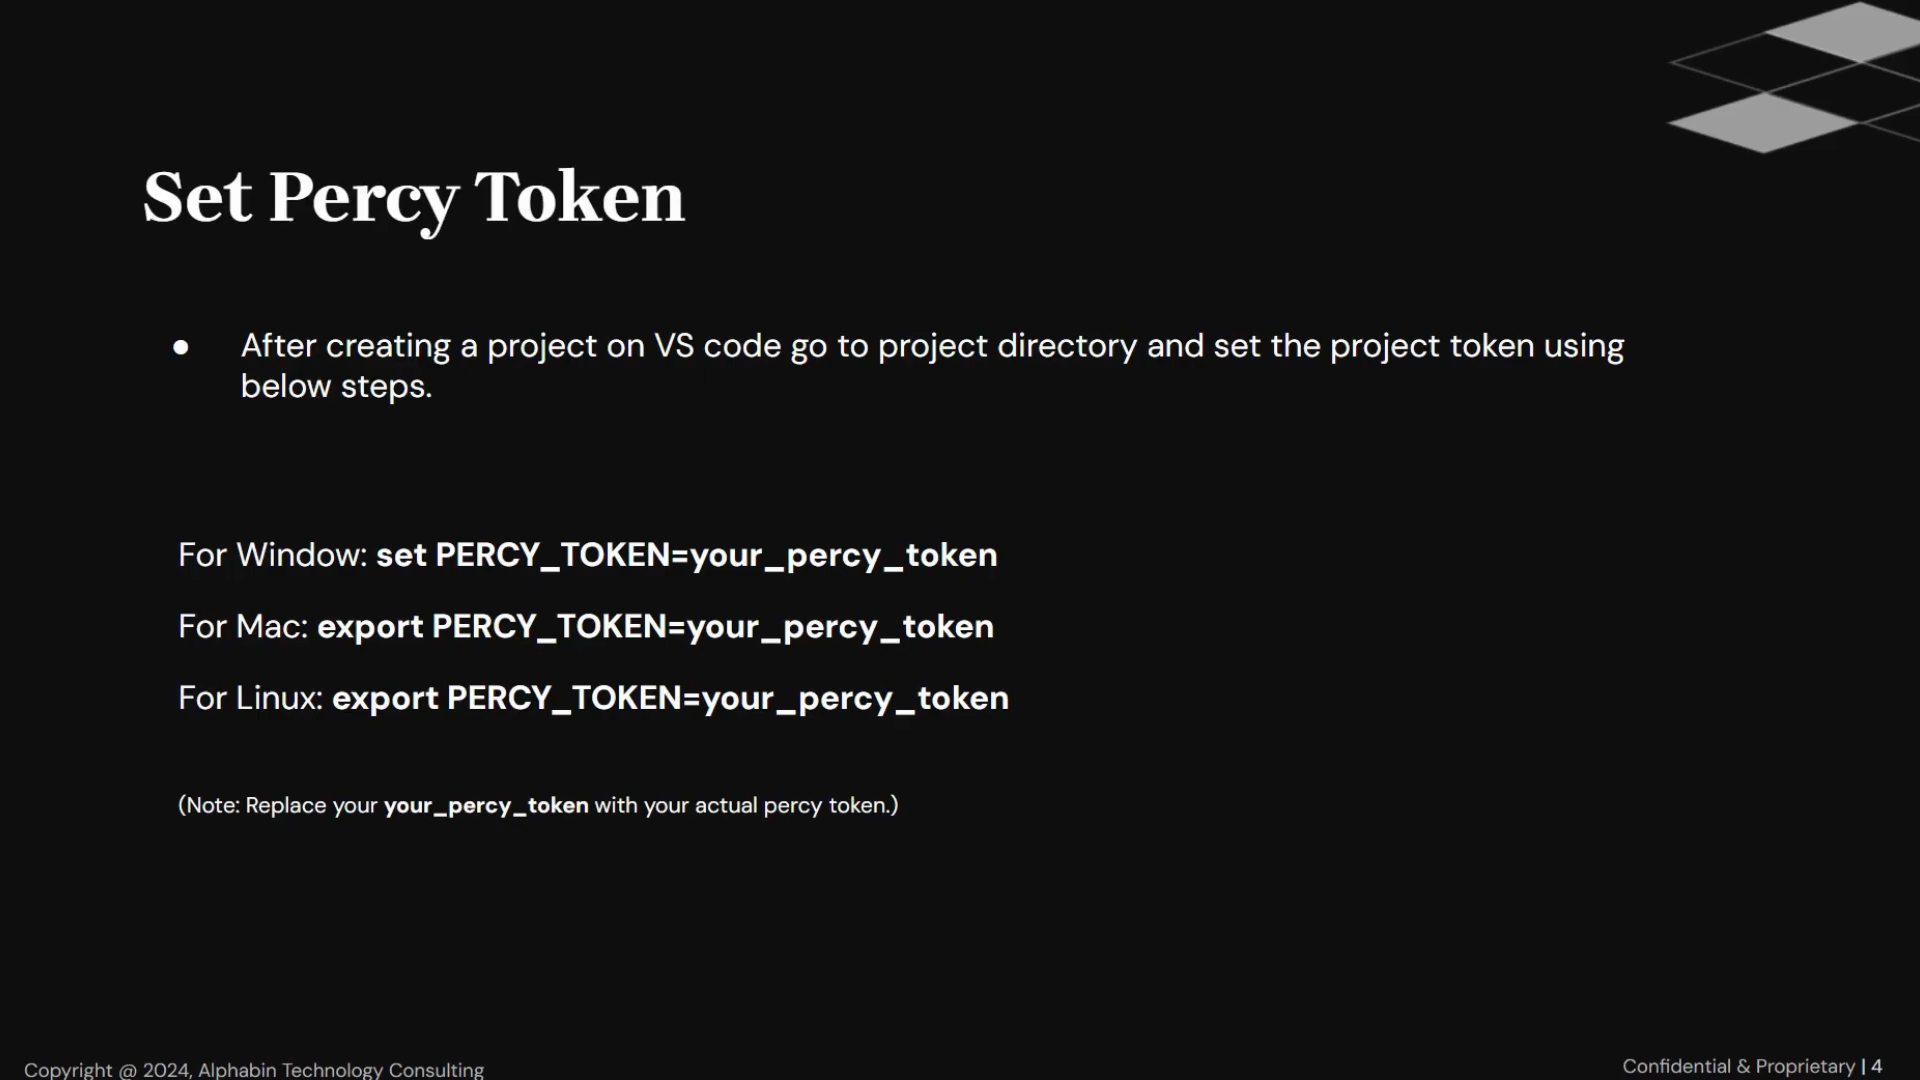 Set Percy Token
● After creating a project on VS code go to project directory and set the project token using
below steps.
For Window: set PERCY_TOKEN=your_percy_token
For Mac: export PERCY_TOKEN=your_percy_token
For Linux: export PERCY_TOKEN=your_percy_token
(Note: Replace your your_percy_token with your actual percy token.)
Copyright @ 2024, Alphabin Technology Consulting
Confidential & Proprietary | 4